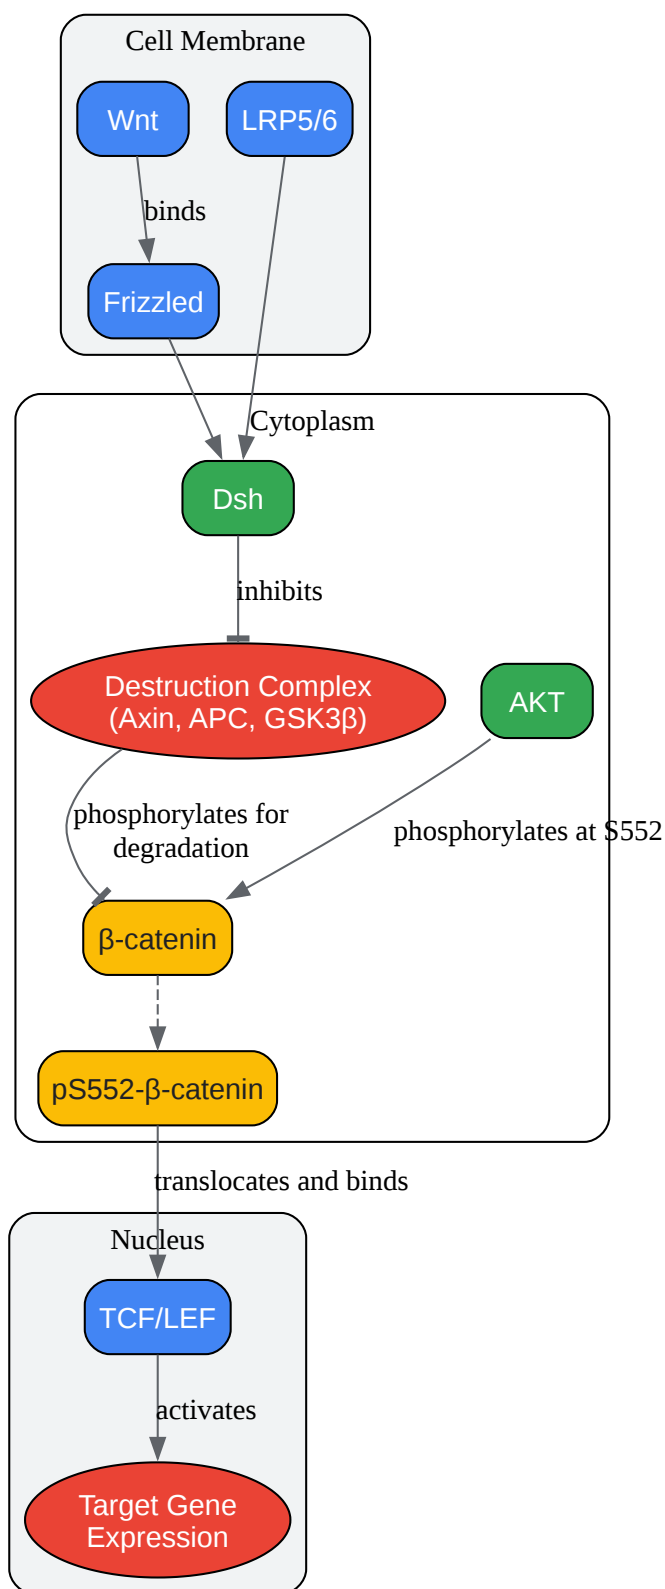 Cell Membrane
Wnt
LRP5/6
binds
Frizzled
Cytoplasm
Dsh
inhibits
Destruction Complex
(Axin, APC, GSK3β)
AKT
phosphorylates for
degradation
phosphorylates at S552
β-catenin
pS552-β-catenin
translocates and binds
Nucleus
TCF/LEF
activates
Target Gene
Expression